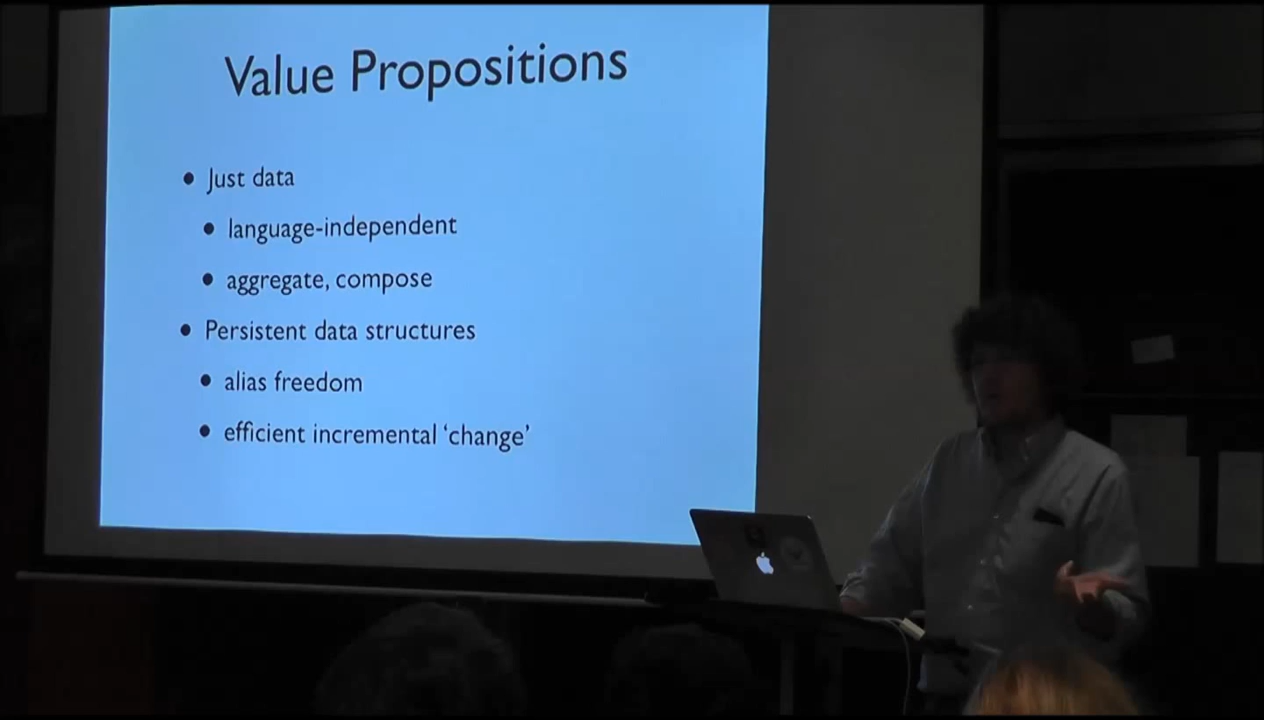 Value Propositions
• Just data
• language-independent
• aggregate, compose
• Persistent data structures
• alias freedom
• efficient incremental ‘change’